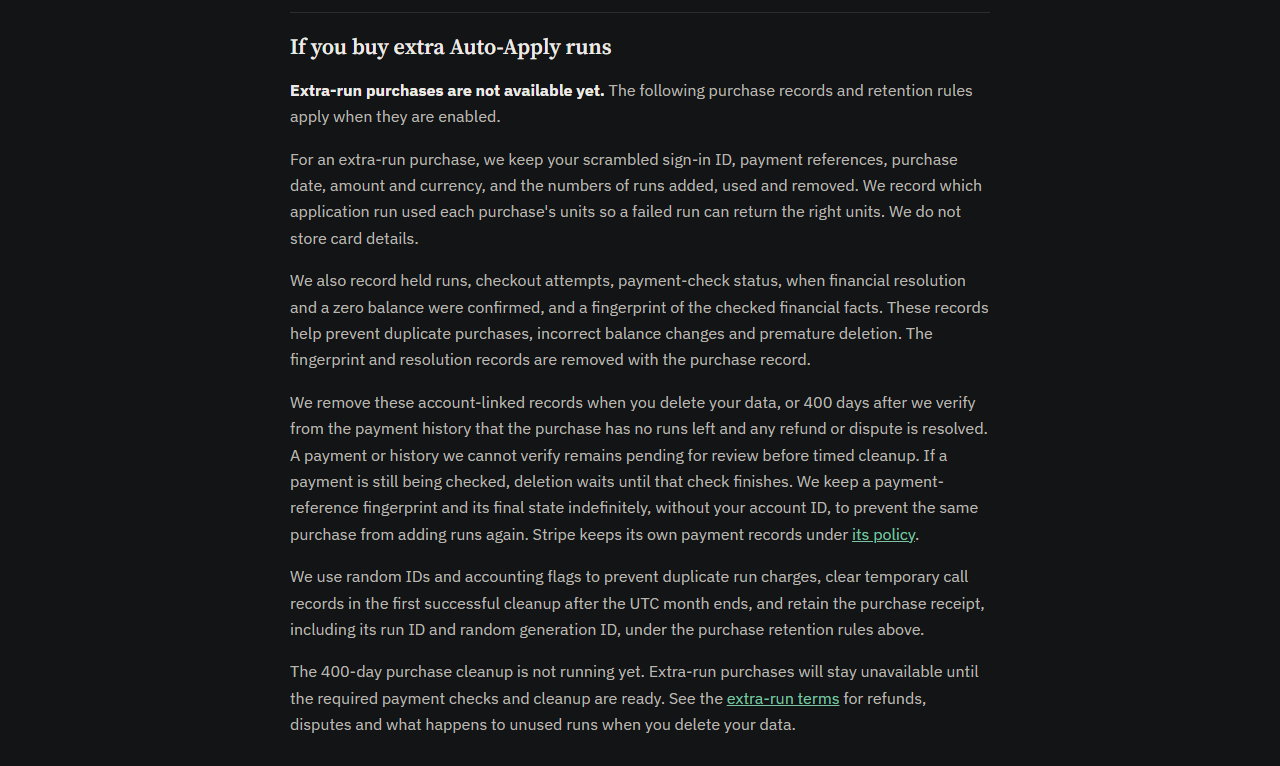 If you buy extra Auto-Apply runs
Extra-run purchases are not available yet. The following purchase records and retention rules
apply when they are enabled.
For an extra-run purchase, we keep your scrambled sign-in ID, payment references, purchase
date, amount and currency, and the numbers of runs added, used and removed. We record which
application run used each purchase's units so a failed run can return the right units. We do not
store card details.
We also record held runs, checkout attempts, payment-check status, when financial resolution
and a zero balance were confirmed, and a fingerprint of the checked financial facts. These records
help prevent duplicate purchases, incorrect balance changes and premature deletion. The
fingerprint and resolution records are removed with the purchase record.
We remove these account-linked records when you delete your data, or 400 days after we verify
from the payment history that the purchase has no runs left and any refund or dispute is resolved.
A payment or history we cannot verify remains pending for review before timed cleanup. If a
payment is still being checked, deletion waits until that check finishes. We keep a payment-
reference fingerprint and its final state indefinitely, without your account ID, to prevent the same
purchase from adding runs again. Stripe keeps its own payment records under its policy.
We use random IDs and accounting flags to prevent duplicate run charges, clear temporary call
records in the first successful cleanup after the UTC month ends, and retain the purchase receipt,
including its run ID and random generation ID, under the purchase retention rules above.
The 400-day purchase cleanup is not running yet. Extra-run purchases will stay unavailable until
the required payment checks and cleanup are ready. See the extra-run terms for refunds,
disputes and what happens to unused runs when you delete your data.